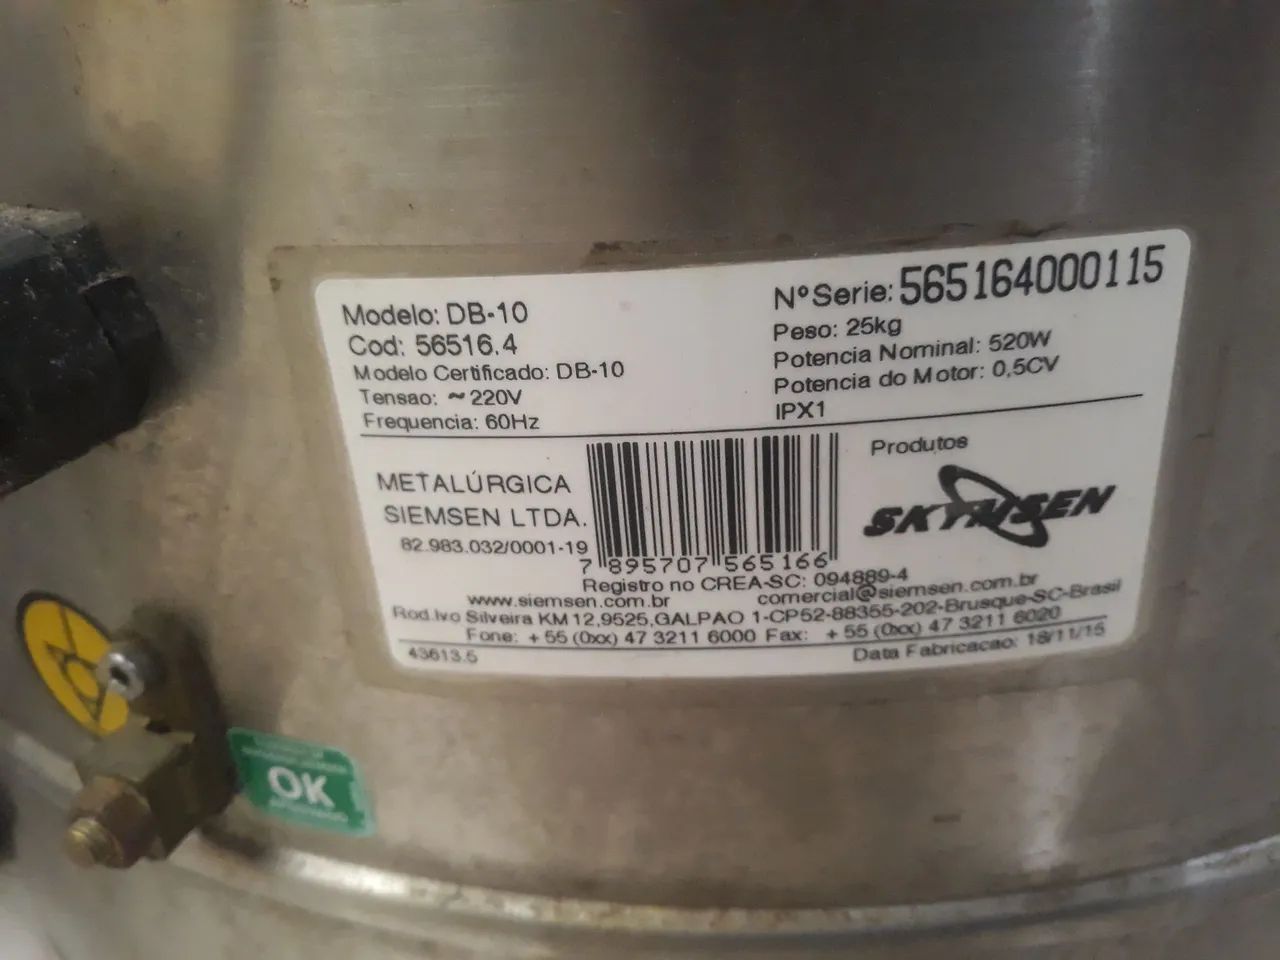 Modelo: DB-10
Cod: 56516.4
Modelo Certificado: DB-10
Tensao: ~220V
Frequencia: 60Hz
N° Serie: 565164000115
Peso: 25kg
Potencia Nominal: 520W
Potencia do Motor: 0,5CV
IPX1
METALÚRGICA
SIEMSEN LTDA.
82.983.032/0001-19
7 895707 565166
Produtos
SKYMSEN
Registro no CREA-SC: 094889-4
www.siemsen.com.br comercial@siemsen.com.br
Rod.Ivo Silveira KM 12,9525,GALPAO 1-CP52-88355-202-Brusque-SC-Brasil
Fone: +55 (0xx) 47 3211 6000 Fax: +55 (0xx) 47 3211 6020
43613.5 Data Fabricacao: 18/11/15
OK